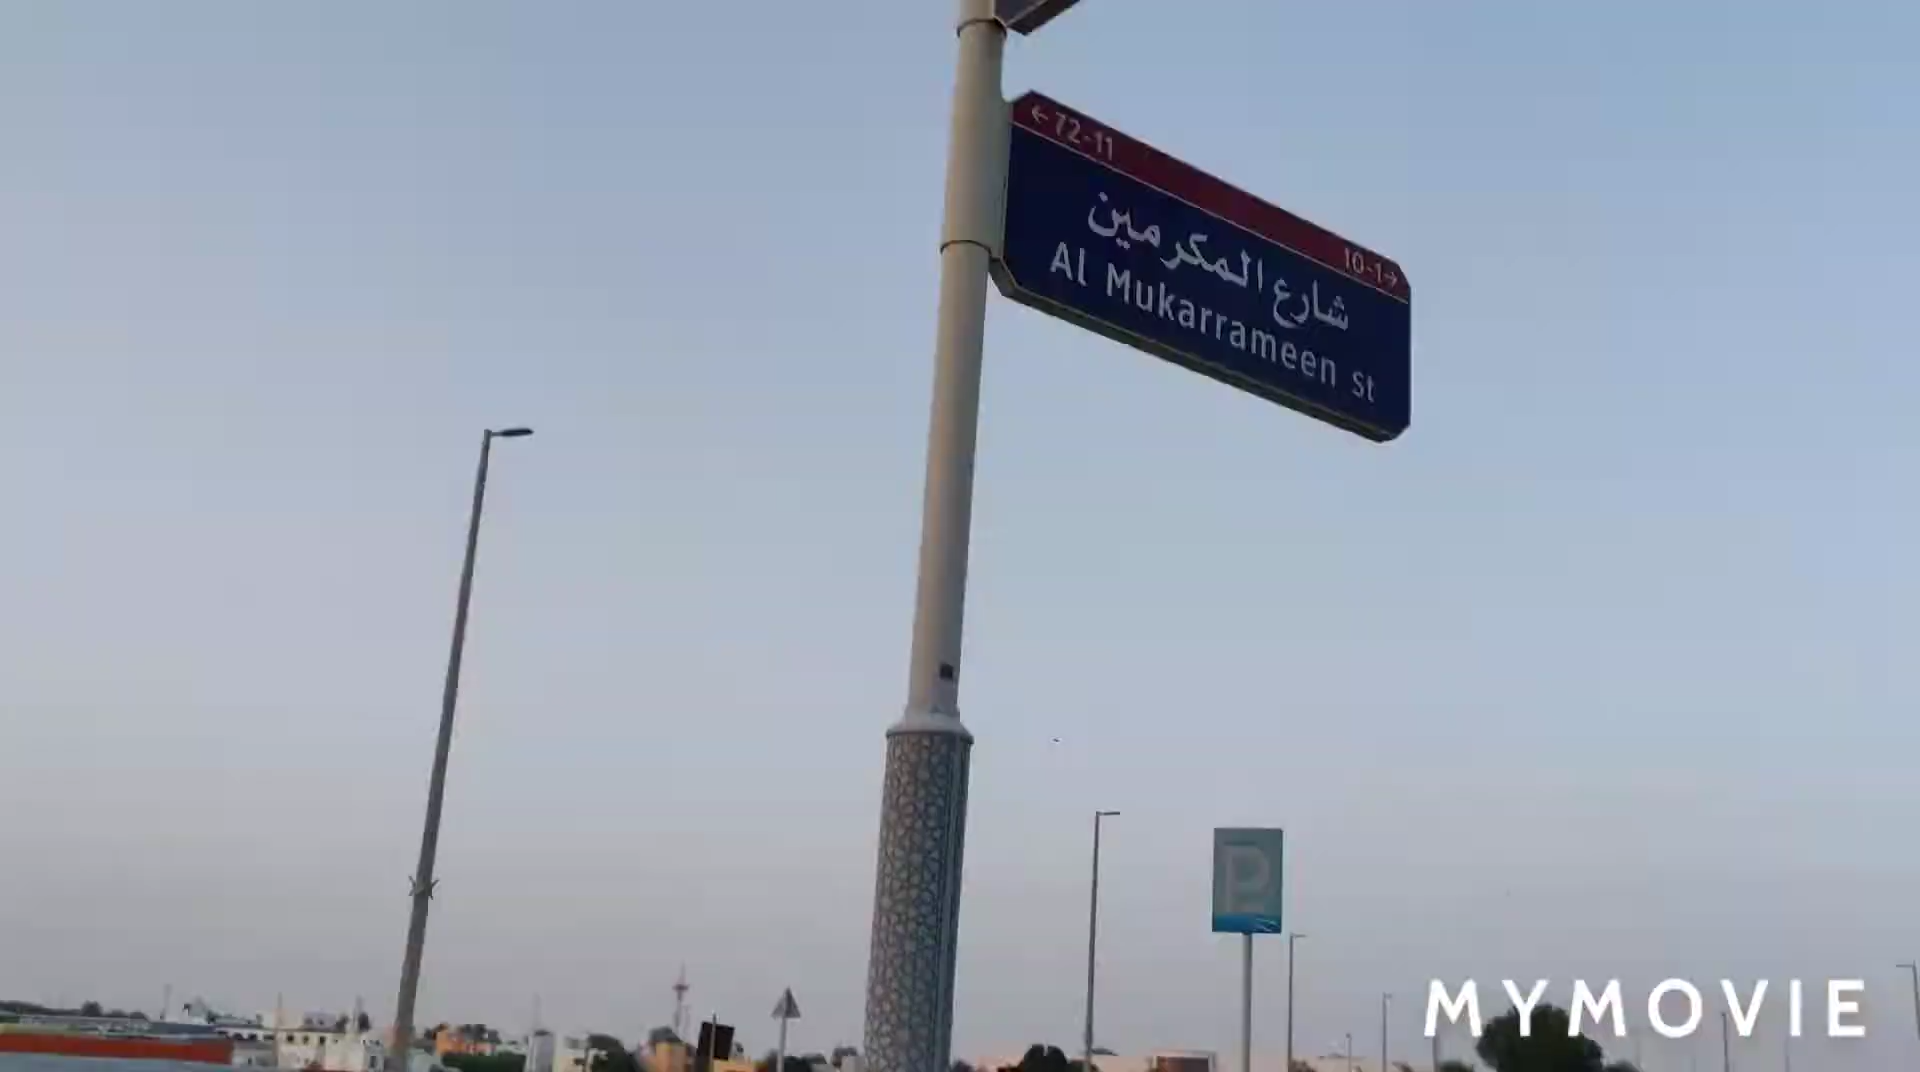 ←72-11
10-1→
شارع المكرمين
Al Mukarrameen St
P
MYMOVIE